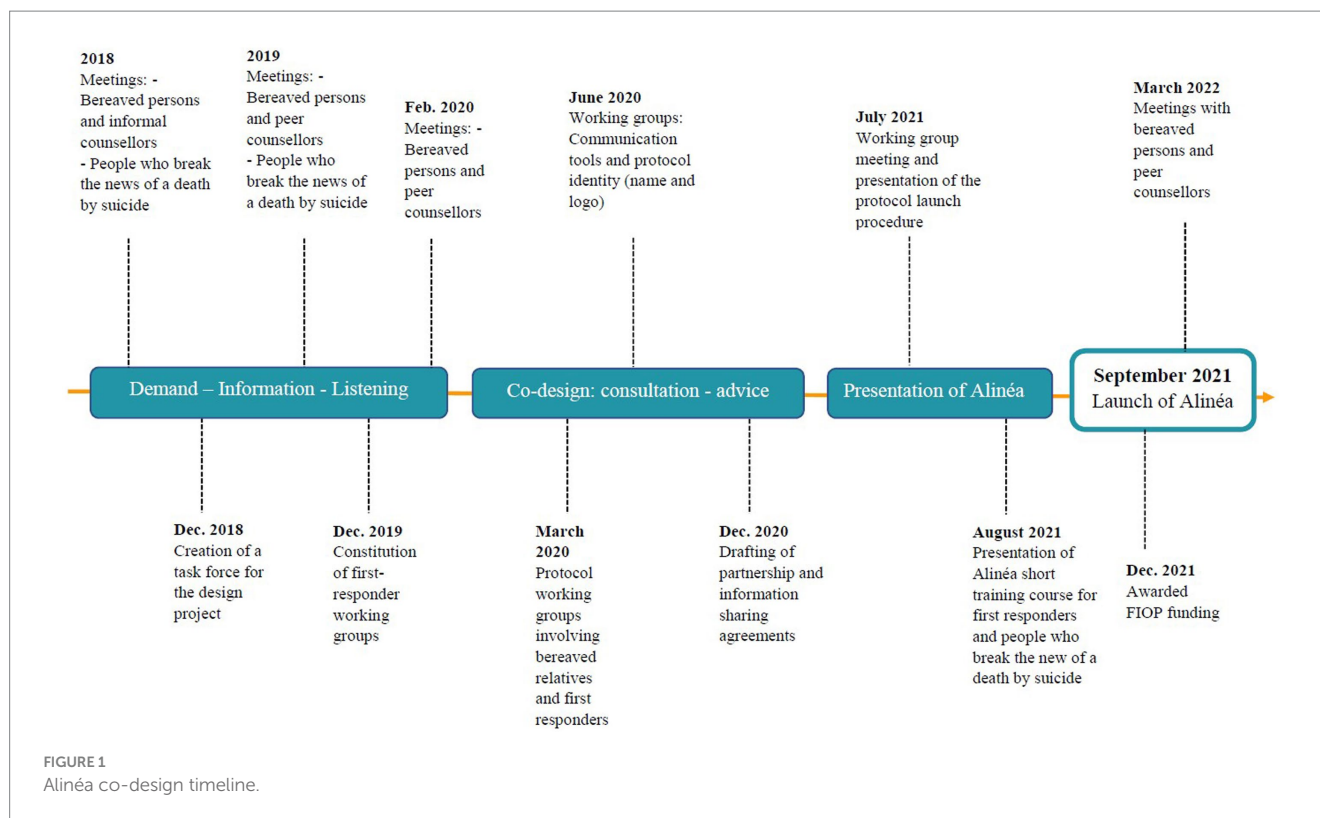 2018
Meetings: -
Bereaved persons
and informal
counsellors
- People who break
the news of a death
by suicide
2019
Meetings: -
Bereaved persons
and peer
counsellors
- People who
break the news of
a death by suicide
Feb. 2020
Meetings: -
Bereaved
persons and
peer
counsellors
June 2020
Working groups:
Communication
tools and protocol
identity (name and
logo)
July 2021
Working group
meeting and
presentation of the
protocol launch
procedure
March 2022
Meetings with
bereaved
persons and
peer
counsellors
Demand – Information - Listening
Co-design: consultation - advice
Presentation of Alinéa
September 2021
Launch of Alinéa
Dec. 2018
Creation of a
task force for
the design
project
Dec. 2019
Constitution
of first-
responder
working
groups
March
2020
Protocol
working
groups
involving
bereaved
relatives
and first
responders
Dec. 2020
Drafting of
partnership and
information
sharing
agreements
August 2021
Presentation of
Alinéa short
training course for
first responders
and people who
break the new of a
death by suicide
Dec. 2021
Awarded
FIOP funding
FIGURE 1
Alinéa co-design timeline.